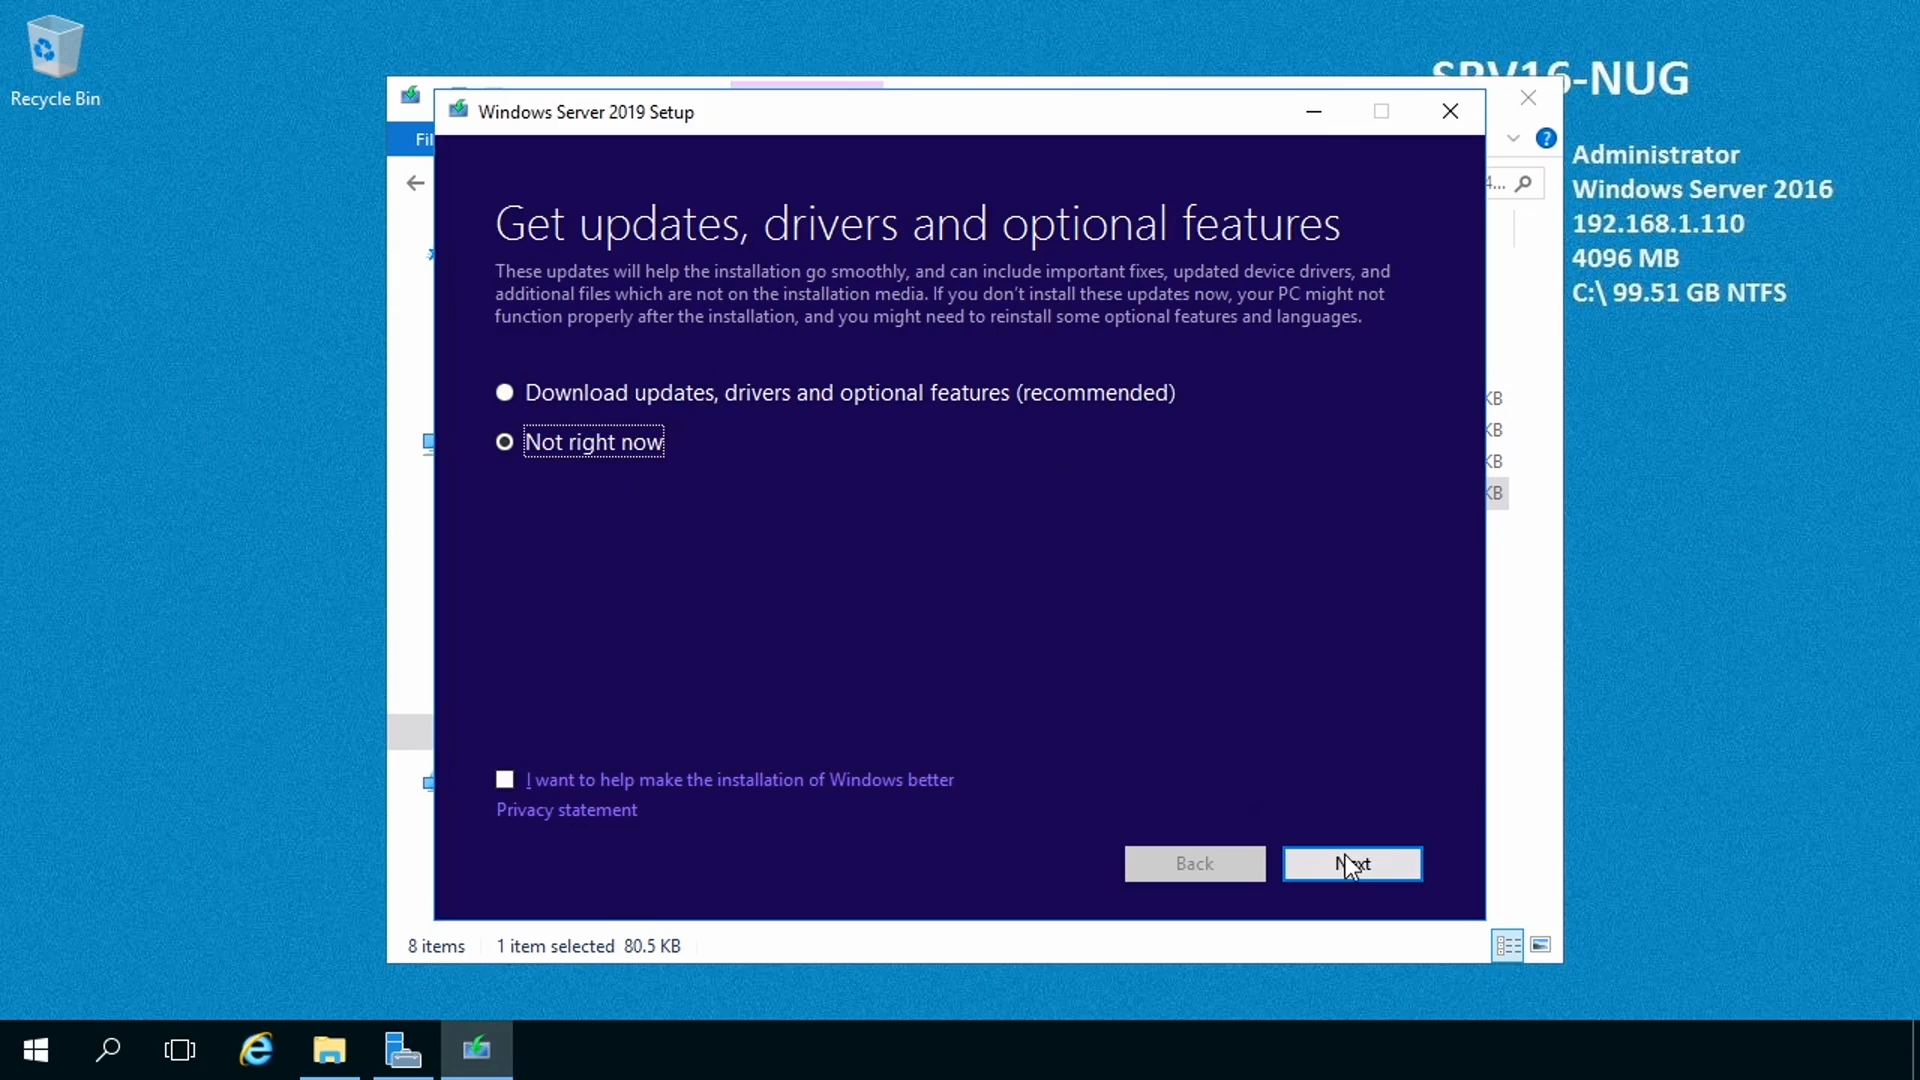 Recycle Bin
SRV16-NUG
Windows Server 2019 Setup
Fil
Administrator
Windows Server 2016
192.168.1.110
4096 MB
C:\ 99.51 GB NTFS
4...
Get updates, drivers and optional features
These updates will help the installation go smoothly, and can include important fixes, updated device drivers, and
additional files which are not on the installation media. If you don't install these updates now, your PC might not
function properly after the installation, and you might need to reinstall some optional features and languages.
Download updates, drivers and optional features (recommended)
KB
KB
Not right now
KB
KB
I want to help make the installation of Windows better
Privacy statement
Back
Next
8 items
1 item selected 80.5 KB